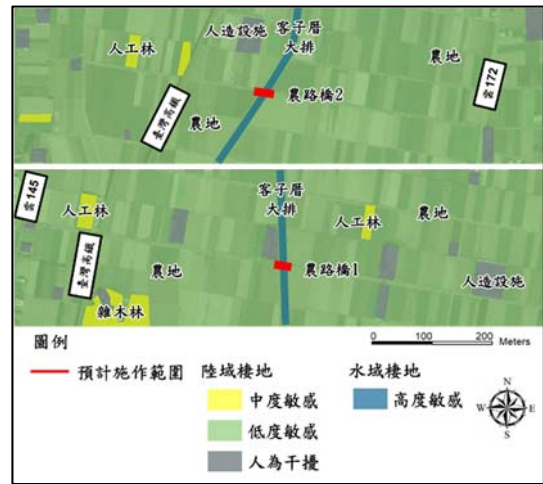 人工林
人造設施
客子厝
大排
農地
雲172
農路橋2
臺灣高鐵
農地
雲145
人工林
臺灣高鐵
農地
雜木林
客子厝
大排
農路橋1
人工林
農地
人造設施
圖例
0 100 200 Meters
預計施作範圍
陸域棲地
中度敏感
低度敏感
人為干擾
水域棲地
高度敏感
N
W E
S